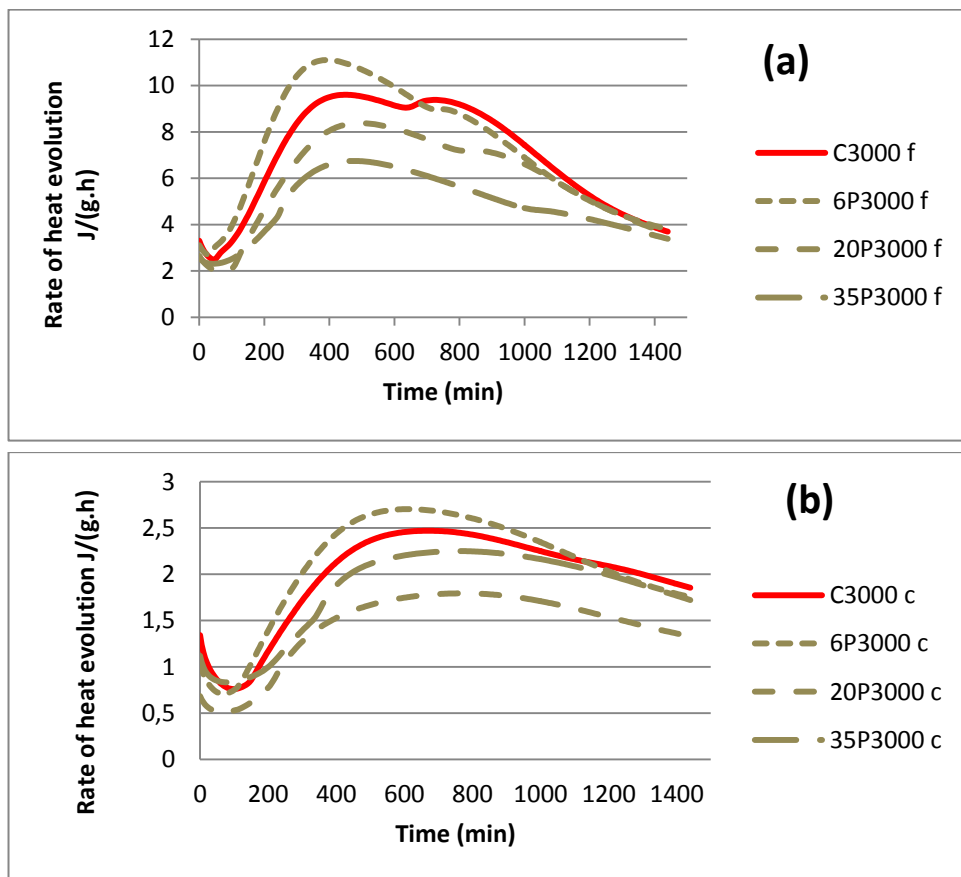 (a)
12
10
8
6
4
2
0
Rate of heat evolution
J/(g.h)
0 200 400 600 800 1000 1200 1400
Time (min)
C3000 f
6P3000 f
20P3000 f
35P3000 f
(b)
3
2,5
2
1,5
1
0,5
0
Rate of heat evolution J/(g.h)
0 200 400 600 800 1000 1200 1400
Time (min)
C3000 c
6P3000 c
20P3000 c
35P3000 c